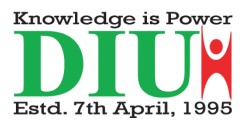 Knowledge is Power
DIU
Estd. 7th April, 1995